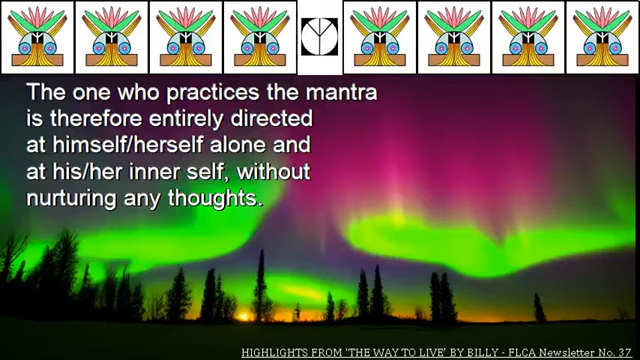 The one who practices the mantra
is therefore entirely directed
at himself/herself alone and
at his/her inner self, without
nurturing any thoughts.
HIGHLIGHTS FROM 'THE WAY TO LIVE' BY BILLY - FLCA Newsletter No. 37